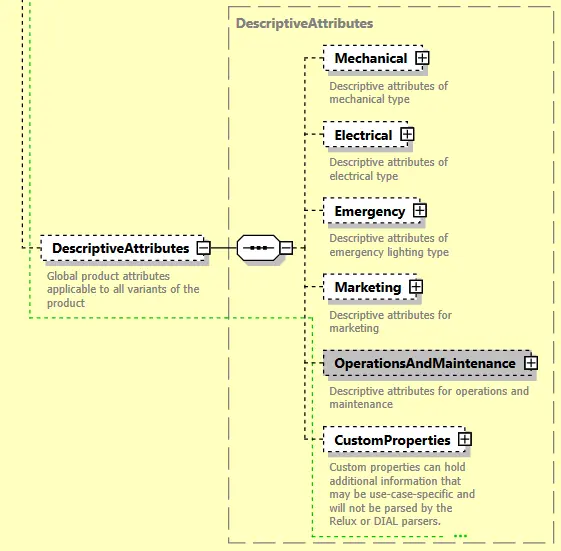 DescriptiveAttributes
Mechanical
Descriptive attributes of
mechanical type
Electrical
Descriptive attributes of
electrical type
Emergency
Descriptive attributes of
emergency lighting type
DescriptiveAttributes
Global product attributes
applicable to all variants of the
product
Marketing
Descriptive attributes for
marketing
OperationsAndMaintenance
Descriptive attributes for operations and
maintenance
CustomProperties
Custom properties can hold
additional information that
may be use-case-specific and
will not be parsed by the
Relux or DIAL parsers.